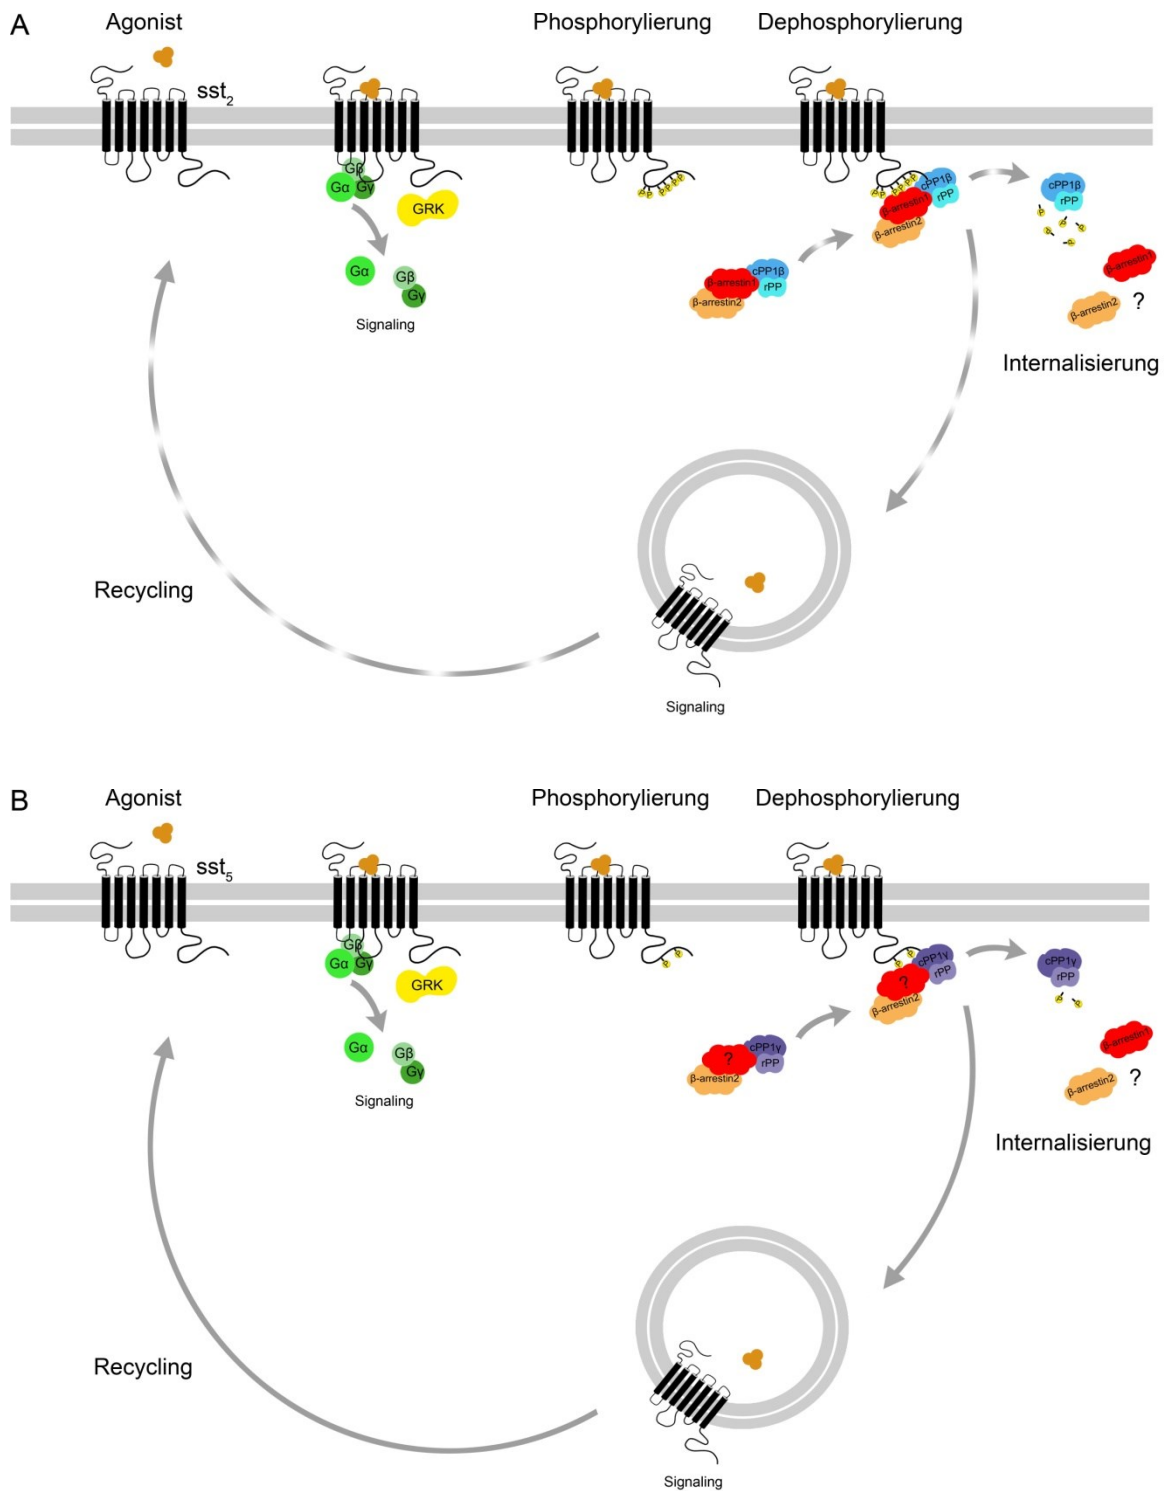 A
Agonist
Phosphorylierung
Dephosphorylierung
sst2
Gβ
Gα
Gγ
GRK
Gα
Gβ
Gγ
Signaling
P P P P P P
cPP1β
β-arrestin1
rPP
β-arrestin2
cPP1β
β-arrestin1
rPP
β-arrestin2
cPP1β
rPP
P
P P
P P
β-arrestin1
β-arrestin2
?
Internalisierung
Recycling
Signaling
B
Agonist
Phosphorylierung
Dephosphorylierung
sst5
Gβ
Gα
Gγ
GRK
Gα
Gβ
Gγ
Signaling
P P
P P
cPP1γ
?
rPP
β-arrestin2
cPP1γ
?
rPP
β-arrestin2
cPP1γ
rPP
P P
β-arrestin1
β-arrestin2
?
Internalisierung
Recycling
Signaling